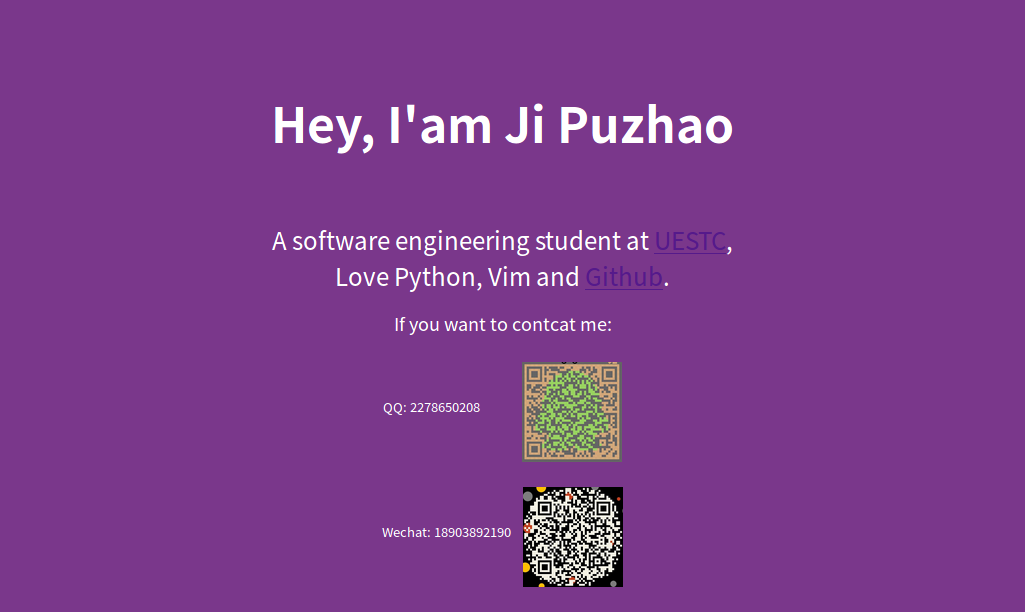 Hey, I'am Ji Puzhao
A software engineering student at UESTC,
Love Python, Vim and Github.
If you want to contcat me:
QQ: 2278650208
Wechat: 18903892190